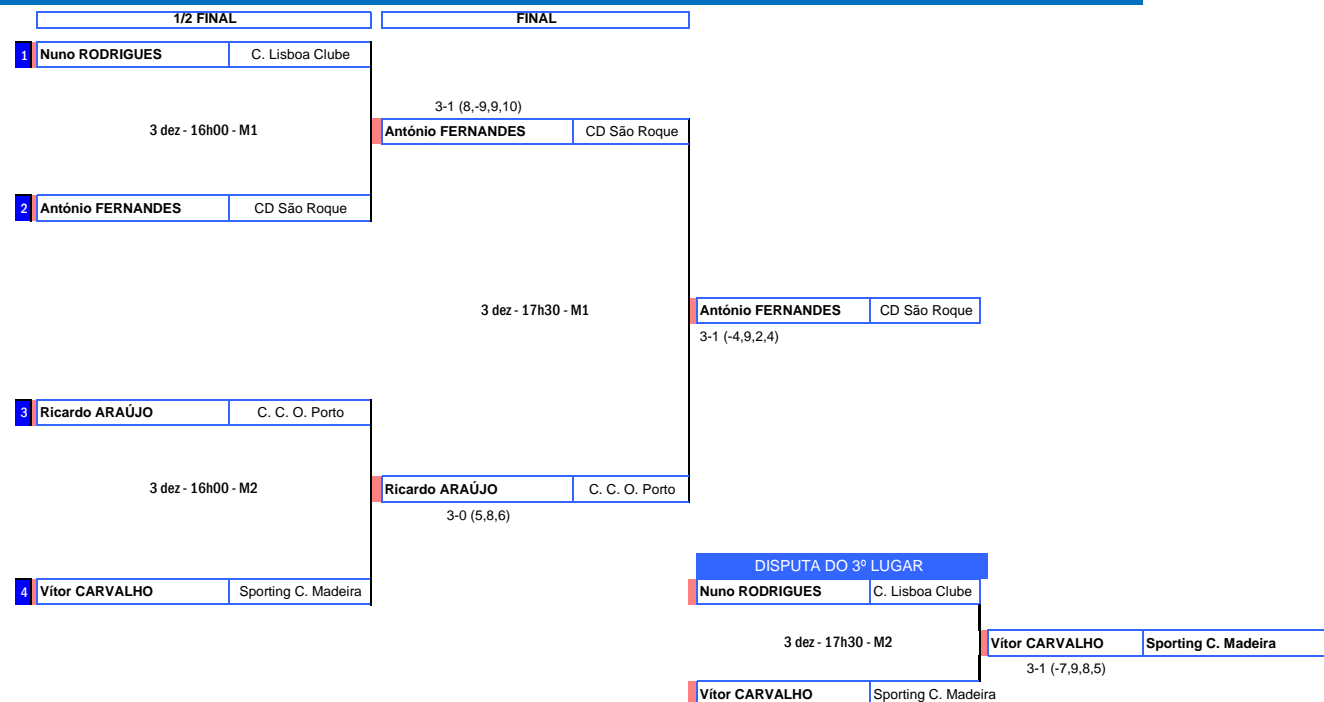 1/2 FINAL FINAL
1 Nuno RODRIGUES C. Lisboa Clube
3-1 (8,-9,9,10)
3 dez - 16h00 - M1 António FERNANDES CD São Roque
2 António FERNANDES CD São Roque
3 dez - 17h30 - M1 António FERNANDES CD São Roque
3-1 (-4,9,2,4)
3 Ricardo ARAÚJO C. C. O. Porto
3 dez - 16h00 - M2 Ricardo ARAÚJO C. C. O. Porto
3-0 (5,8,6)
DISPUTA DO 3º LUGAR
4 Vítor CARVALHO Sporting C. Madeira Nuno RODRIGUES C. Lisboa Clube
3 dez - 17h30 - M2 Vítor CARVALHO Sporting C. Madeira
3-1 (-7,9,8,5)
Vítor CARVALHO Sporting C. Madeira